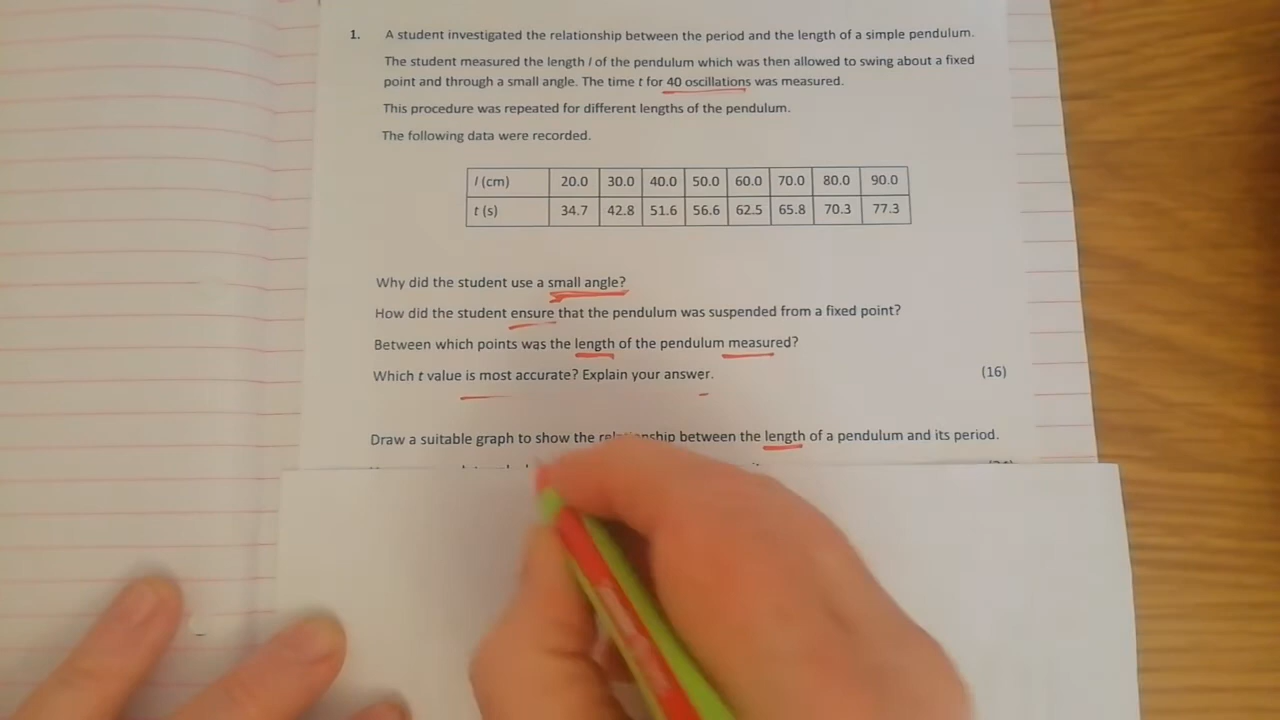 1. A student investigated the relationship between the period and the length of a simple pendulum.
The student measured the length l of the pendulum which was then allowed to swing about a fixed
point and through a small angle. The time t for 40 oscillations was measured.
This procedure was repeated for different lengths of the pendulum.
The following data were recorded.
l (cm) 20.0 30.0 40.0 50.0 60.0 70.0 80.0 90.0
t (s) 34.7 42.8 51.6 56.6 62.5 65.8 70.3 77.3
Why did the student use a small angle?
How did the student ensure that the pendulum was suspended from a fixed point?
Between which points was the length of the pendulum measured?
Which t value is most accurate? Explain your answer. (16)
Draw a suitable graph to show the relationship between the length of a pendulum and its period.